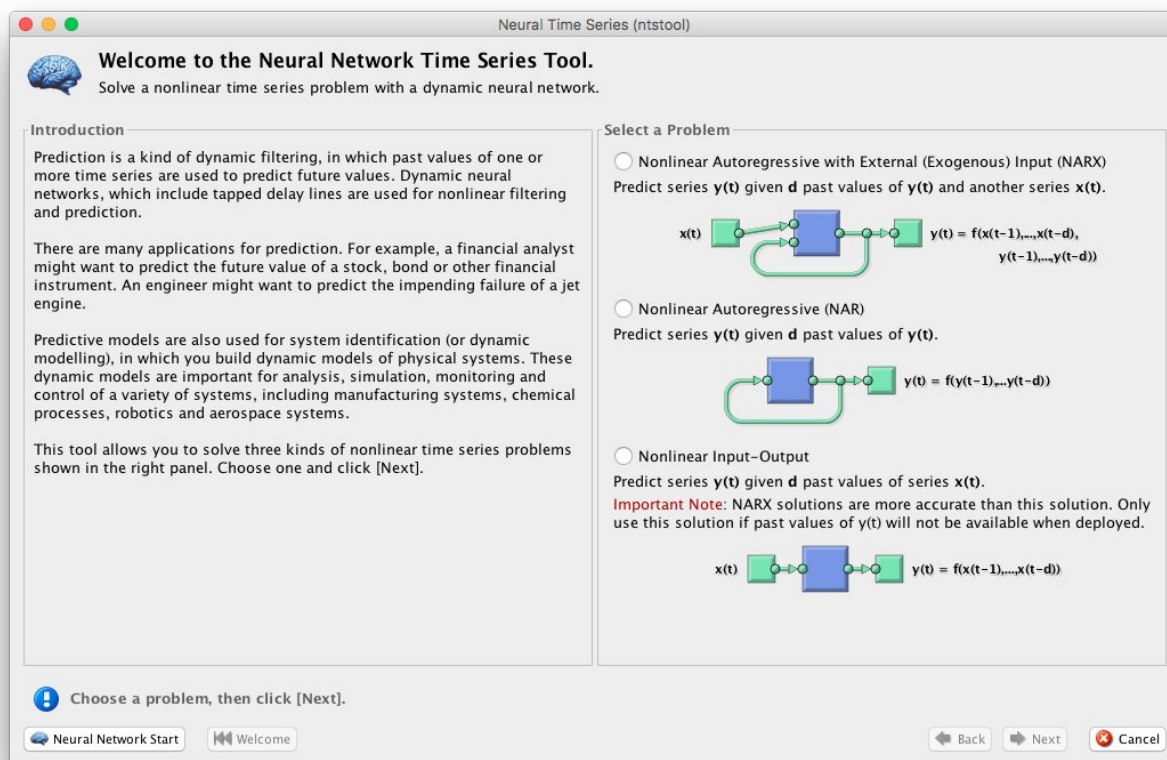 Neural Time Series (ntstool)
Welcome to the Neural Network Time Series Tool.
Solve a nonlinear time series problem with a dynamic neural network.
Introduction
Prediction is a kind of dynamic filtering, in which past values of one or
more time series are used to predict future values. Dynamic neural
networks, which include tapped delay lines are used for nonlinear filtering
and prediction.
There are many applications for prediction. For example, a financial analyst
might want to predict the future value of a stock, bond or other financial
instrument. An engineer might want to predict the impending failure of a jet
engine.
Predictive models are also used for system identification (or dynamic
modelling), in which you build dynamic models of physical systems. These
dynamic models are important for analysis, simulation, monitoring and
control of a variety of systems, including manufacturing systems, chemical
processes, robotics and aerospace systems.
This tool allows you to solve three kinds of nonlinear time series problems
shown in the right panel. Choose one and click [Next].
Select a Problem
Nonlinear Autoregressive with External (Exogenous) Input (NARX)
Predict series y(t) given d past values of y(t) and another series x(t).
x(t)
y(t) = f(x(t-1),...,x(t-d),
y(t-1),...,y(t-d))
Nonlinear Autoregressive (NAR)
Predict series y(t) given d past values of y(t).
y(t) = f(y(t-1),...y(t-d))
Nonlinear Input-Output
Predict series y(t) given d past values of series x(t).
Important Note: NARX solutions are more accurate than this solution. Only
use this solution if past values of y(t) will not be available when deployed.
x(t)
y(t) = f(x(t-1),...,x(t-d))
Choose a problem, then click [Next].
Neural Network Start
Welcome
Back
Next
Cancel